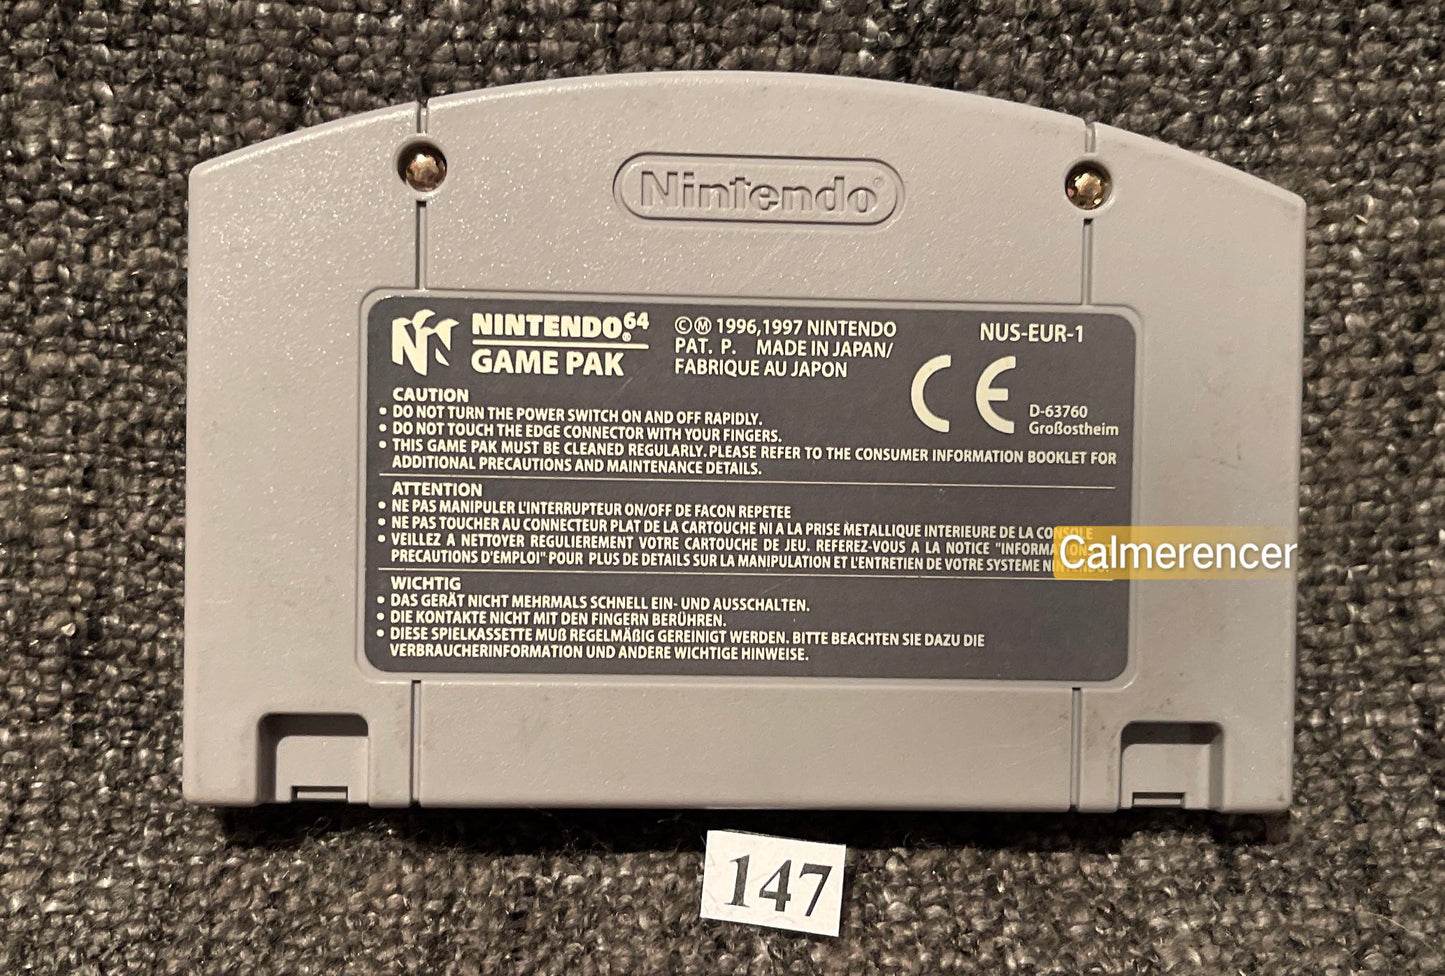 Nintendo®
NINTENDO64®
GAME PAK
©Ⓜ 1996,1997 NINTENDO
PAT. P. MADE IN JAPAN/
FABRIQUE AU JAPON
NUS-EUR-1
CE
D-63760
Großostheim
CAUTION
• DO NOT TURN THE POWER SWITCH ON AND OFF RAPIDLY.
• DO NOT TOUCH THE EDGE CONNECTOR WITH YOUR FINGERS.
• THIS GAME PAK MUST BE CLEANED REGULARLY. PLEASE REFER TO THE CONSUMER INFORMATION BOOKLET FOR
ADDITIONAL PRECAUTIONS AND MAINTENANCE DETAILS.
ATTENTION
• NE PAS MANIPULER L'INTERRUPTEUR ON/OFF DE FACON REPETEE
• NE PAS TOUCHER AU CONNECTEUR PLAT DE LA CARTOUCHE NI A LA PRISE METALLIQUE INTERIEURE DE LA CONSOLE
• VEILLEZ A NETTOYER REGULIEREMENT VOTRE CARTOUCHE DE JEU. REFEREZ-VOUS A LA NOTICE "INFORMATIONS
PRECAUTIONS D'EMPLOI" POUR PLUS DE DETAILS SUR LA MANIPULATION ET L'ENTRETIEN DE VOTRE SYSTEME NINTENDO.
Calmerencer
WICHTIG
• DAS GERÄT NICHT MEHRMALS SCHNELL EIN- UND AUSSCHALTEN.
• DIE KONTAKTE NICHT MIT DEN FINGERN BERÜHREN.
• DIESE SPIELKASSETTE MUß REGELMÄßIG GEREINIGT WERDEN. BITTE BEACHTEN SIE DAZU DIE
VERBRAUCHERINFORMATION UND ANDERE WICHTIGE HINWEISE.
147